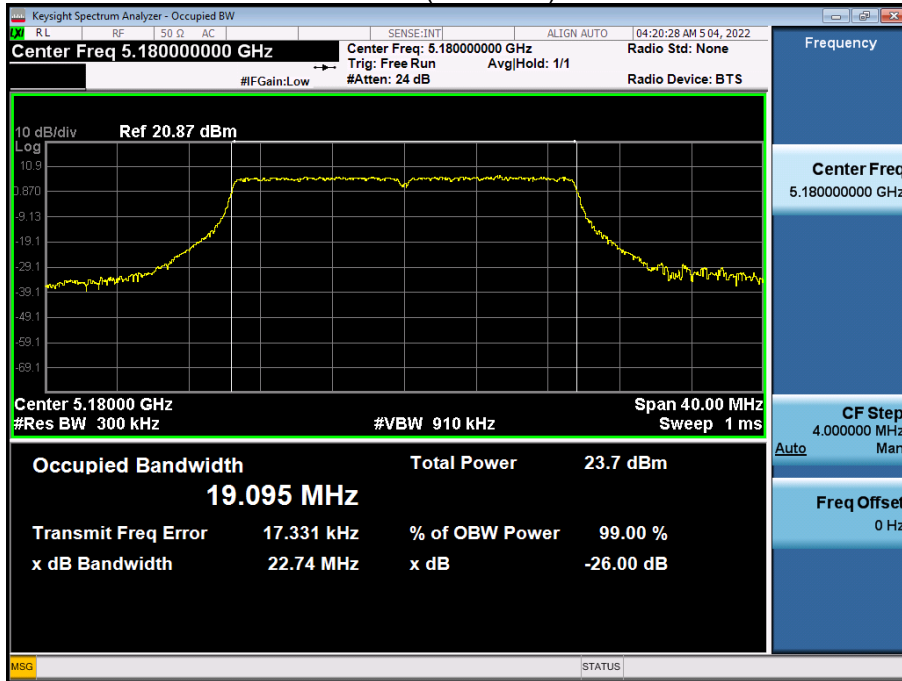 Keysight Spectrum Analyzer - Occupied BW
LXI RL RF 50 Ω AC SENSE:INT ALIGN AUTO 04:20:28 AM 5 04, 2022
Center Freq 5.180000000 GHz
Center Freq: 5.180000000 GHz
Radio Std: None
Trig: Free Run Avg|Hold: 1/1
#IFGain:Low
#Atten: 24 dB
Radio Device: BTS
Frequency
10 dB/div Ref 20.87 dBm
Log
10.9
0.870
-9.13
-19.1
-29.1
-39.1
-49.1
-59.1
-69.1
Center 5.18000 GHz Span 40.00 MHz
#Res BW 300 kHz #VBW 910 kHz Sweep 1 ms
Center Freq
5.180000000 GHz
CF Step
4.000000 MHz
Auto Man
Freq Offset
0 Hz
Occupied Bandwidth
19.095 MHz
Total Power 23.7 dBm
Transmit Freq Error 17.331 kHz % of OBW Power 99.00 %
x dB Bandwidth 22.74 MHz x dB -26.00 dB
MSG STATUS